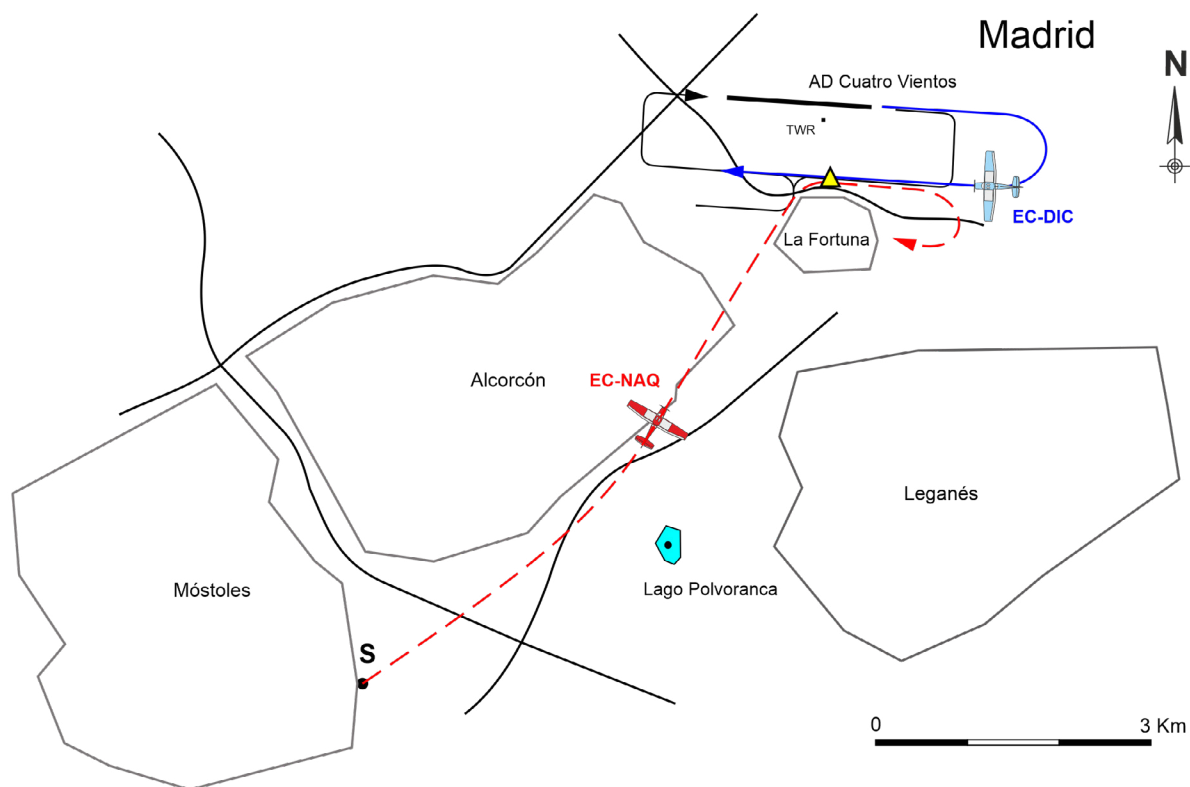 Madrid
N
AD Cuatro Vientos
TWR
EC-DIC
La Fortuna
Alcorcón
EC-NAQ
Leganés
Móstoles
Lago Polvoranca
S
0 3 Km